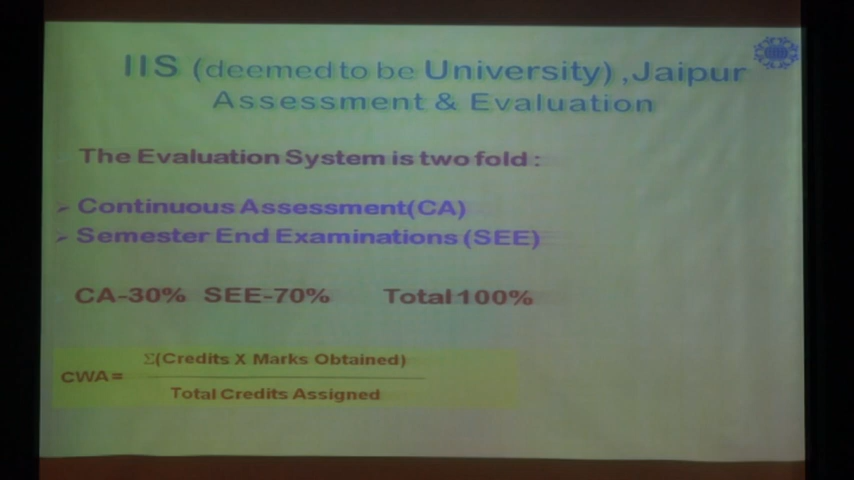 IIS (deemed to be University) ,Jaipur
Assessment & Evaluation
The Evaluation System is two fold :
➢ Continuous Assessment(CA)
➢ Semester End Examinations (SEE)
CA-30% SEE-70% Total 100%
Σ(Credits X Marks Obtained)
CWA=
Total Credits Assigned